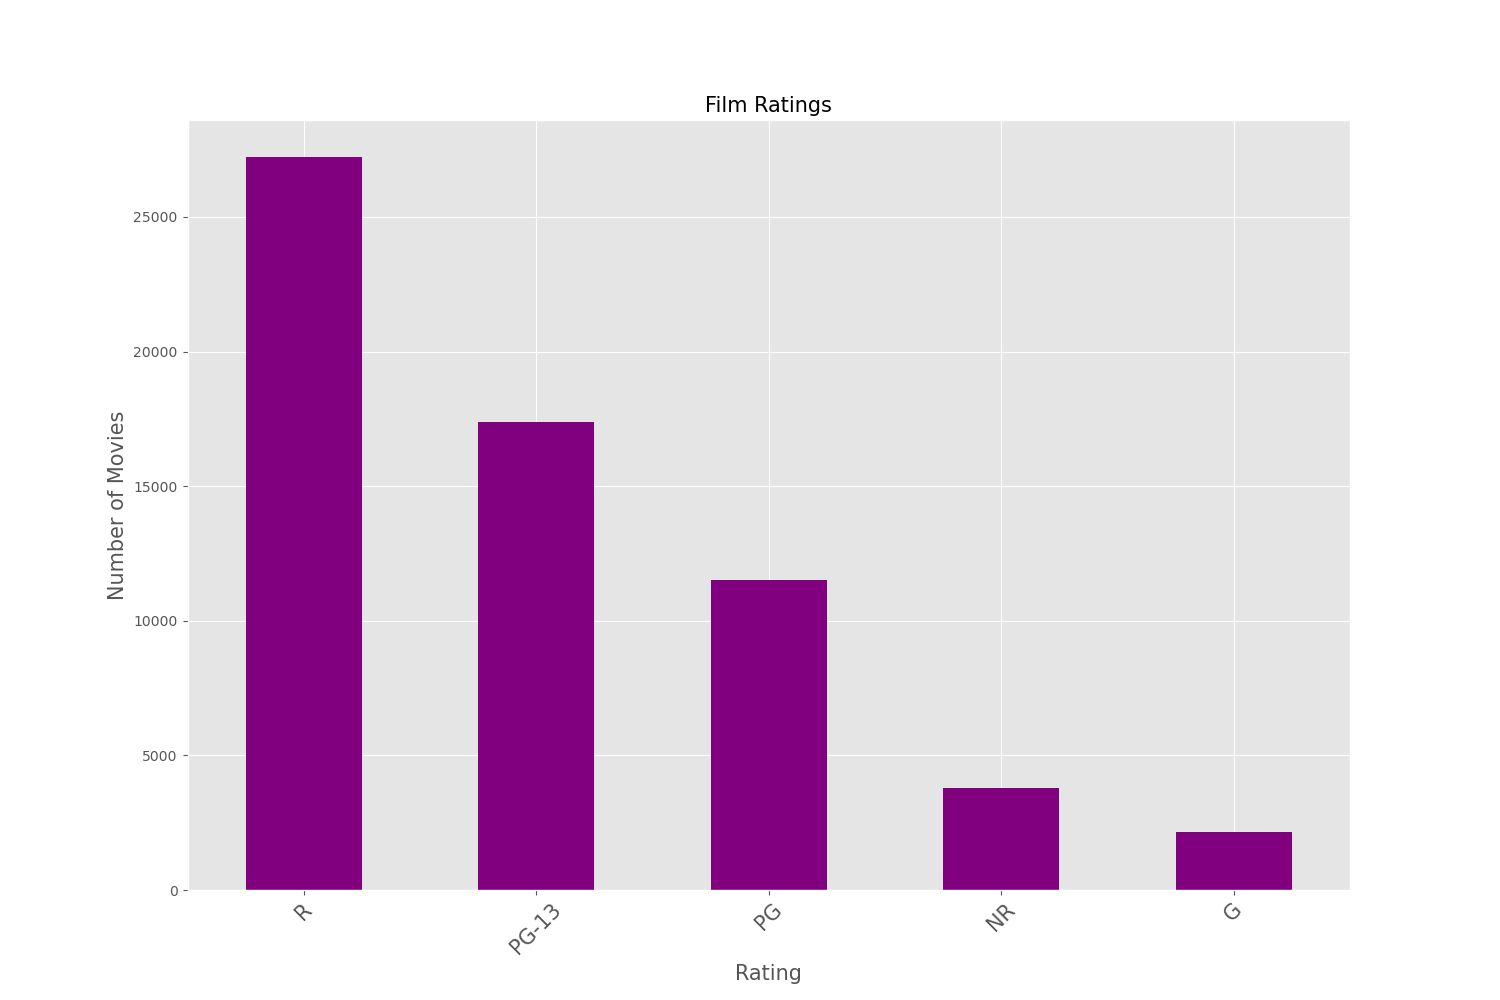 Film Ratings
25000
20000
15000
10000
5000
0
Number of Movies
R
PG-13
PG
NR
G
Rating